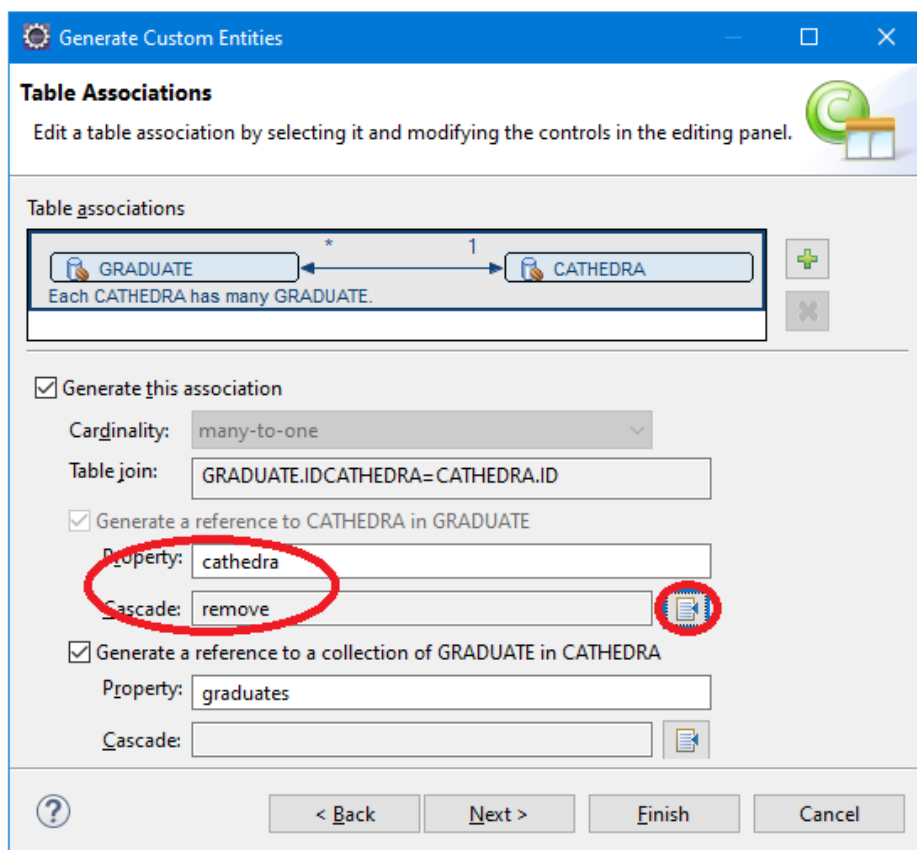 Generate Custom Entities
Table Associations
Edit a table association by selecting it and modifying the controls in the editing panel.
Table associations
* 1
GRADUATE CATHEDRA
Each CATHEDRA has many GRADUATE.
Generate this association
Cardinality: many-to-one
Table join: GRADUATE.IDCATHEDRA=CATHEDRA.ID
Generate a reference to CATHEDRA in GRADUATE
Property: cathedra
Cascade: remove
Generate a reference to a collection of GRADUATE in CATHEDRA
Property: graduates
Cascade:
? < Back Next > Finish Cancel